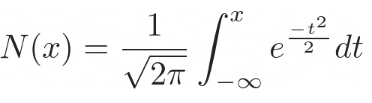 N(x) = \frac{1}{\sqrt{2\pi}} \int_{-\infty}^{x} e^{\frac{-t^2}{2}} dt